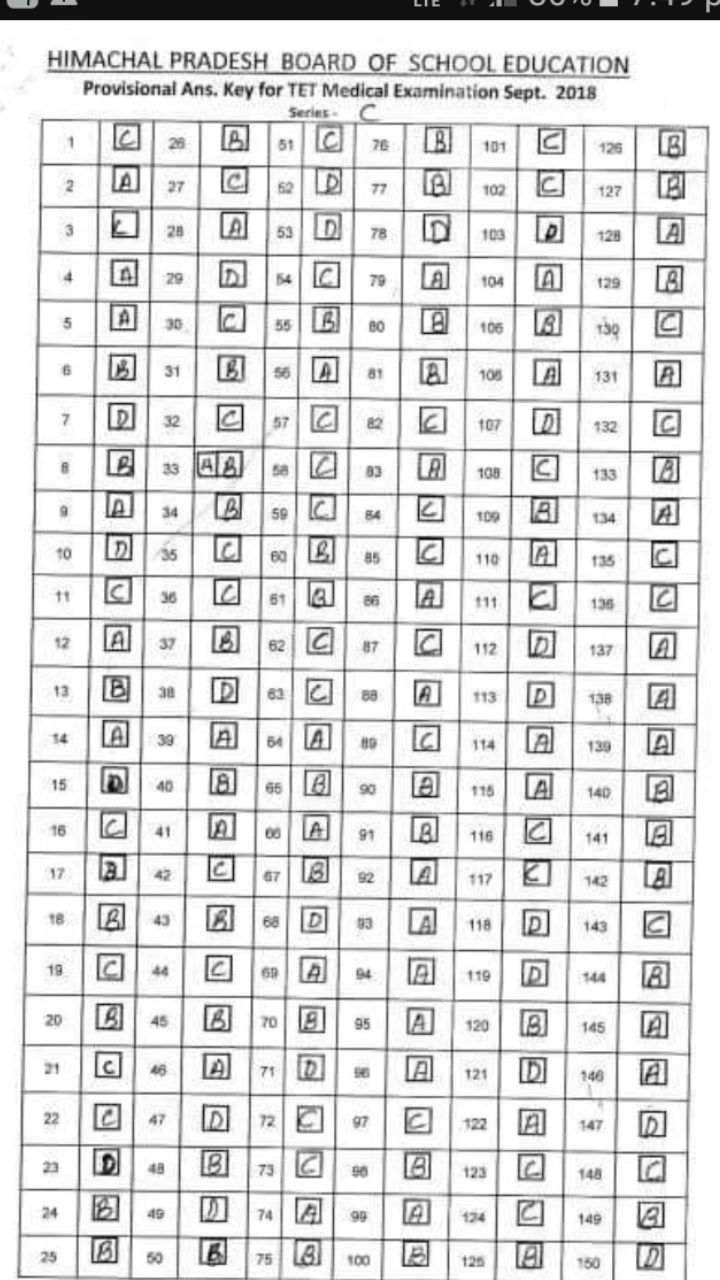 LTE 7:49 P
HIMACHAL PRADESH BOARD OF SCHOOL EDUCATION
Provisional Ans. Key for TET Medical Examination Sept. 2018
Series - C
1 C 26 B 51 C 76 B 101 C 126 B
2 A 27 C 52 D 77 B 102 C 127 B
3 C 28 A 53 D 78 D 103 D 128 A
4 A 29 D 54 C 79 A 104 A 129 B
5 A 30 C 55 B 80 B 105 B 130 C
6 B 31 B 56 A 81 B 106 A 131 A
7 D 32 C 57 C 82 C 107 D 132 C
8 B 33 A B 58 C 83 A 108 C 133 B
9 A 34 B 59 C 84 C 109 B 134 A
10 D 35 C 60 B 85 C 110 A 135 C
11 C 36 C 61 B 86 A 111 C 136 C
12 A 37 B 62 C 87 C 112 D 137 A
13 B 38 D 63 C 88 A 113 D 138 A
14 A 39 A 64 A 89 C 114 A 139 A
15 D 40 B 65 B 90 B 115 A 140 B
16 C 41 A 66 A 91 B 116 C 141 B
17 B 42 C 67 B 92 A 117 C 142 B
18 B 43 B 68 D 93 A 118 D 143 C
19 C 44 C 69 A 94 A 119 D 144 B
20 B 45 B 70 B 95 A 120 B 145 A
21 C 46 A 71 D 96 A 121 D 146 A
22 C 47 D 72 C 97 C 122 A 147 D
23 D 48 B 73 C 98 B 123 C 148 C
24 B 49 D 74 A 99 A 124 C 149 B
25 B 50 B 75 B 100 B 125 B 150 D